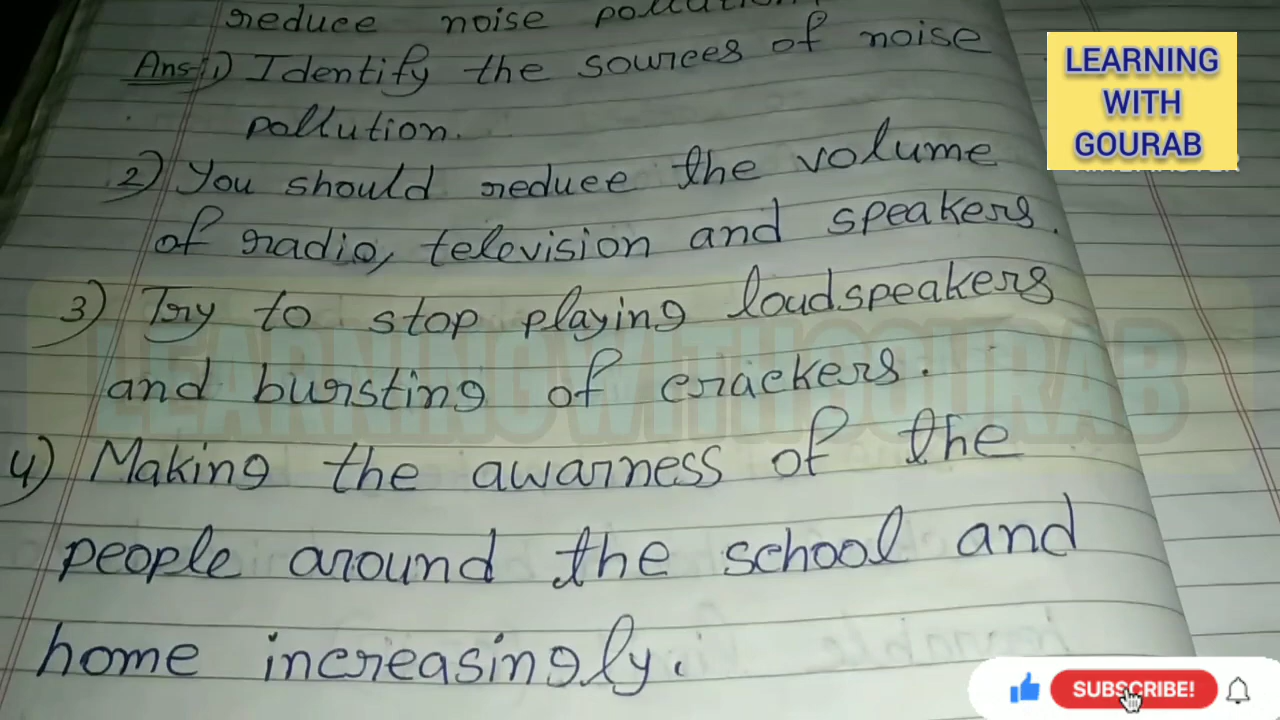 reduce noise pollution
Ans:- 1) Identify the sources of noise
pollution.
2) You should reduce the volume
of radio, television and speakers.
3) Try to stop playing loudspeakers
and bursting of crackers.
4) Making the awarness of the
people around the school and
home increasingly.
LEARNING
WITH
GOURAB
LEARNINGWITHGOURAB
SUBSCRIBE!